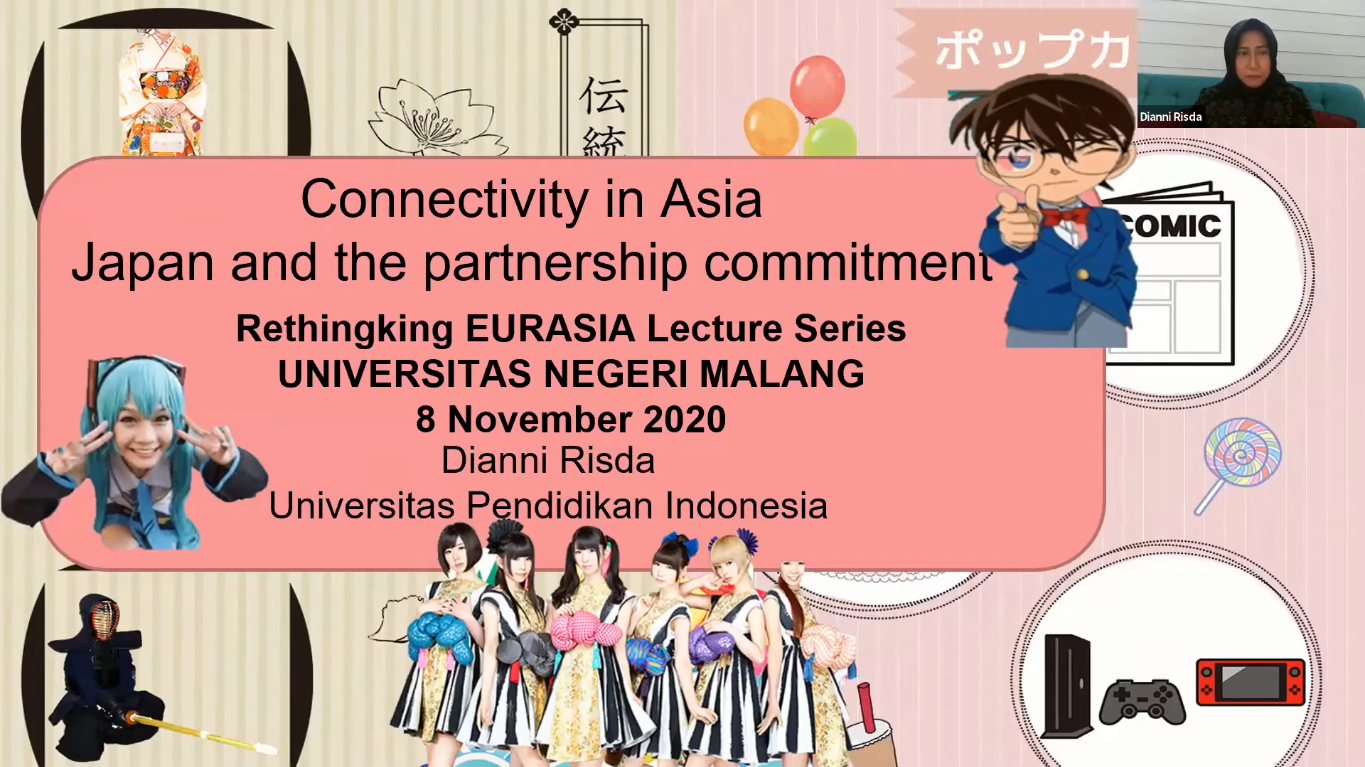 伝統
ポップカ
Dianni Risda
COMIC
Connectivity in Asia
Japan and the partnership commitment
Rethingking EURASIA Lecture Series
UNIVERSITAS NEGERI MALANG
8 November 2020
Dianni Risda
Universitas Pendidikan Indonesia